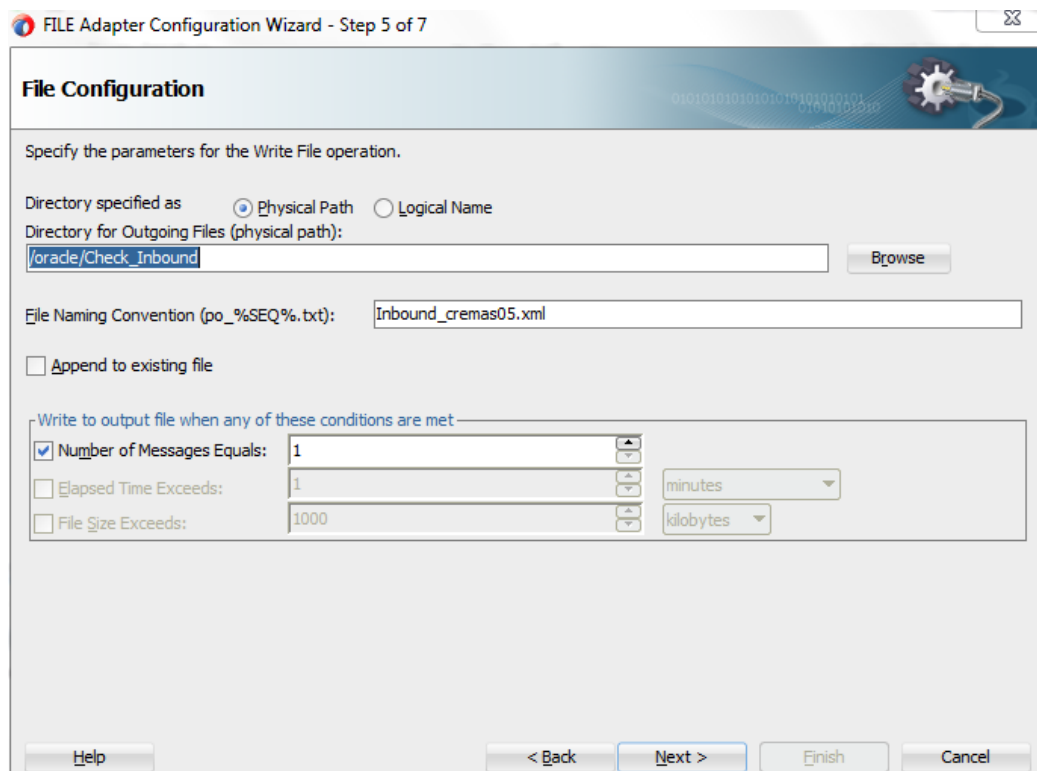 FILE Adapter Configuration Wizard - Step 5 of 7
File Configuration
0101010101010101010101010101
01010101010
Specify the parameters for the Write File operation.
Directory specified as Physical Path Logical Name
Directory for Outgoing Files (physical path):
/oracle/Check_Inbound Browse
File Naming Convention (po_%SEQ%.txt): Inbound_cremas05.xml
Append to existing file
Write to output file when any of these conditions are met
Number of Messages Equals: 1
Elapsed Time Exceeds: 1 minutes
File Size Exceeds: 1000 kilobytes
Help < Back Next > Finish Cancel